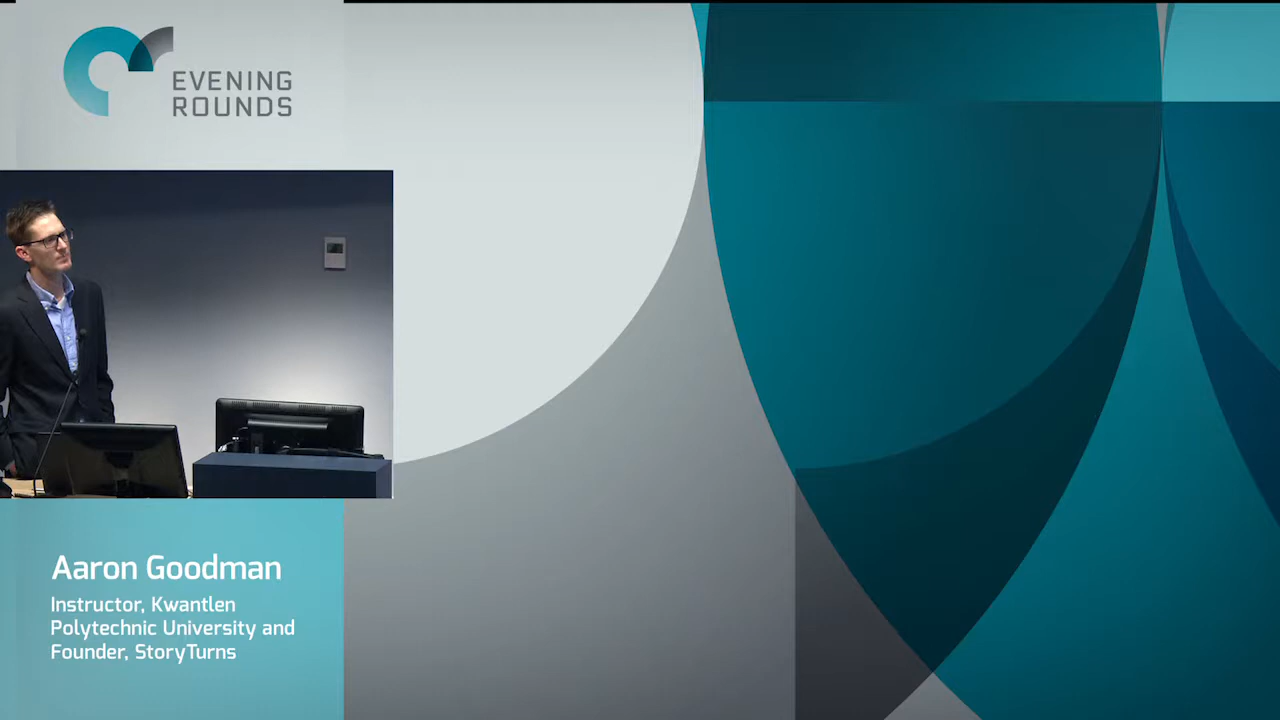 EVENING
ROUNDS
Aaron Goodman
Instructor, Kwantlen
Polytechnic University and
Founder, StoryTurns